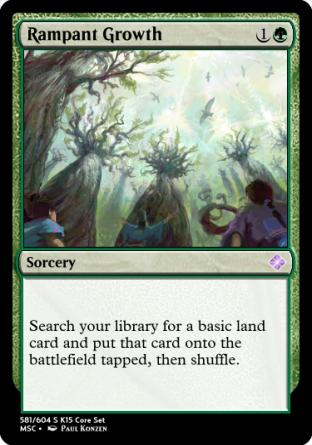 Rampant Growth 1
Sorcery
Search your library for a basic land
card and put that card onto the
battlefield tapped, then shuffle.
581/604 S K15 Core Set
MSC • Paul Konzen